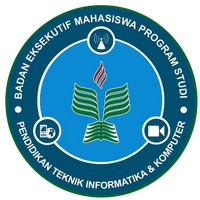 BADAN EKSEKUTIF MAHASISWA PROGRAM STUDI
PENDIDIKAN TEKNIK INFORMATIKA & KOMPUTER